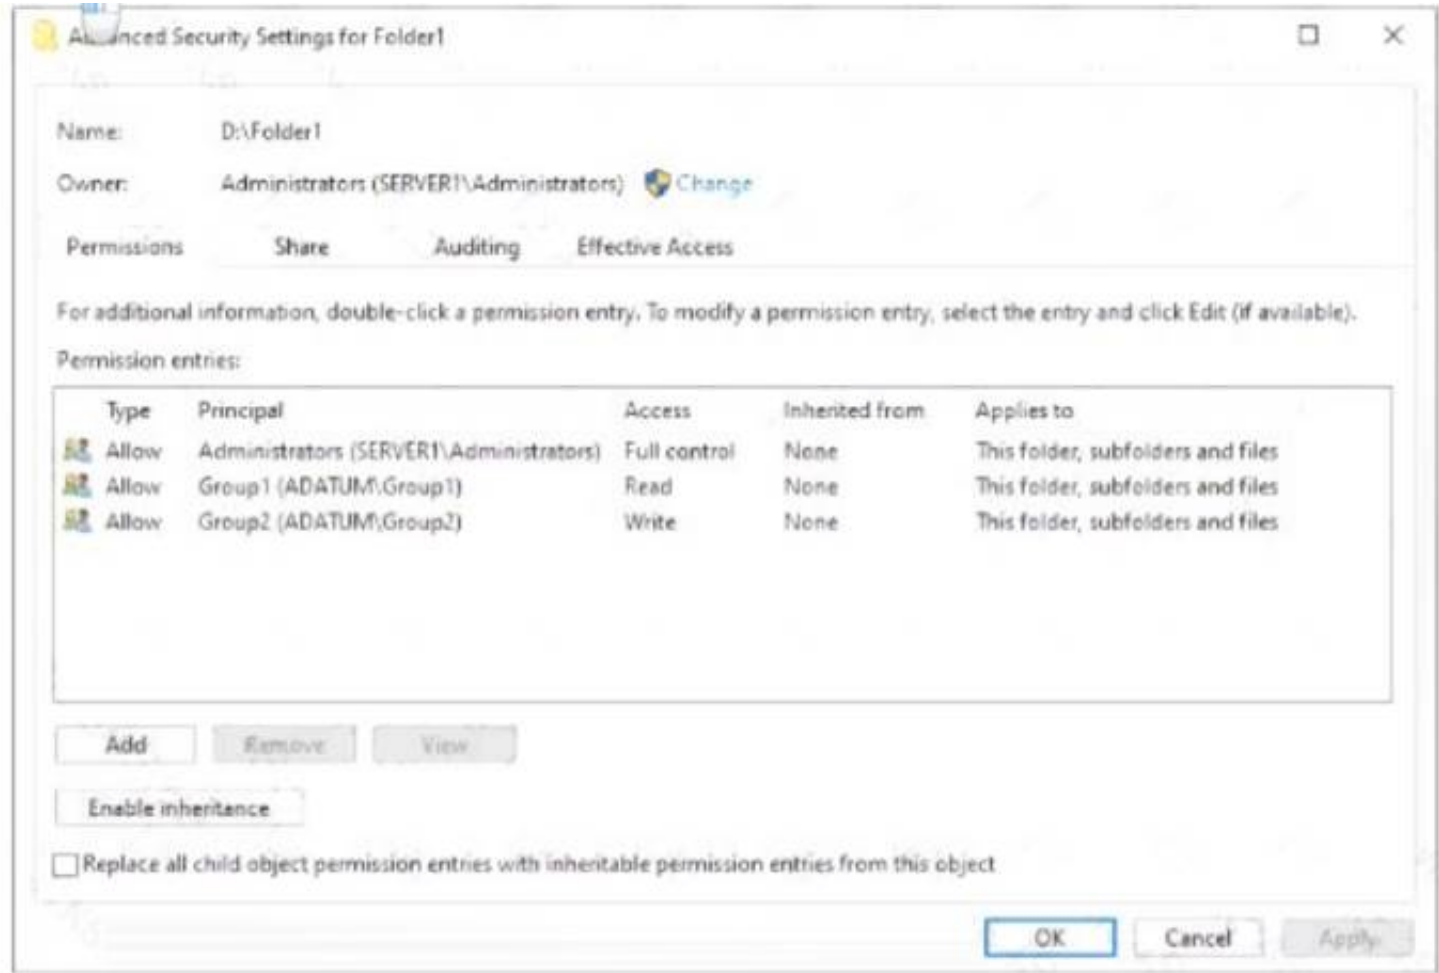 Advanced Security Settings for Folder1
Name: D:\Folder1
Owner: Administrators (SERVER1\Administrators) Change
Permissions Share Auditing Effective Access
For additional information, double-click a permission entry. To modify a permission entry, select the entry and click Edit (if available).
Permission entries:
Type Principal Access Inherited from Applies to
Allow Administrators (SERVER1\Administrators) Full control None This folder, subfolders and files
Allow Group1 (ADATUM\Group1) Read None This folder, subfolders and files
Allow Group2 (ADATUM\Group2) Write None This folder, subfolders and files
Add Remove View
Enable inheritance
Replace all child object permission entries with inheritable permission entries from this object
OK Cancel Apply